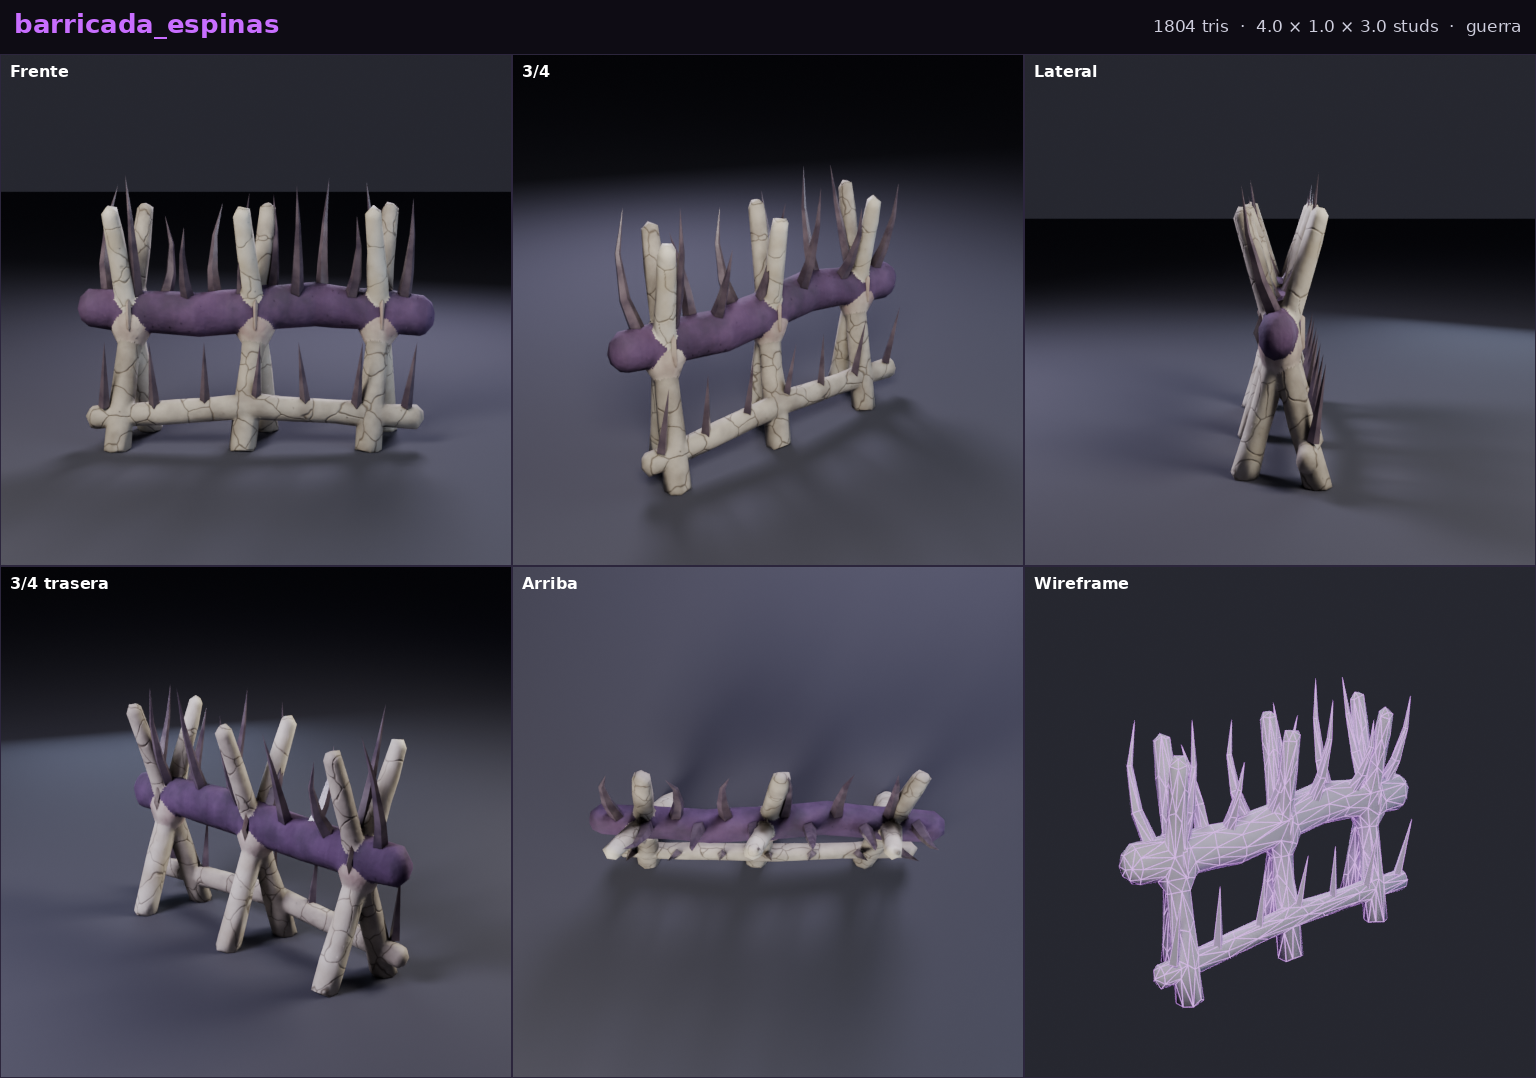 barricada_espinas
1804 tris · 4.0 × 1.0 × 3.0 studs · guerra
Frente
3/4
Lateral
3/4 trasera
Arriba
Wireframe